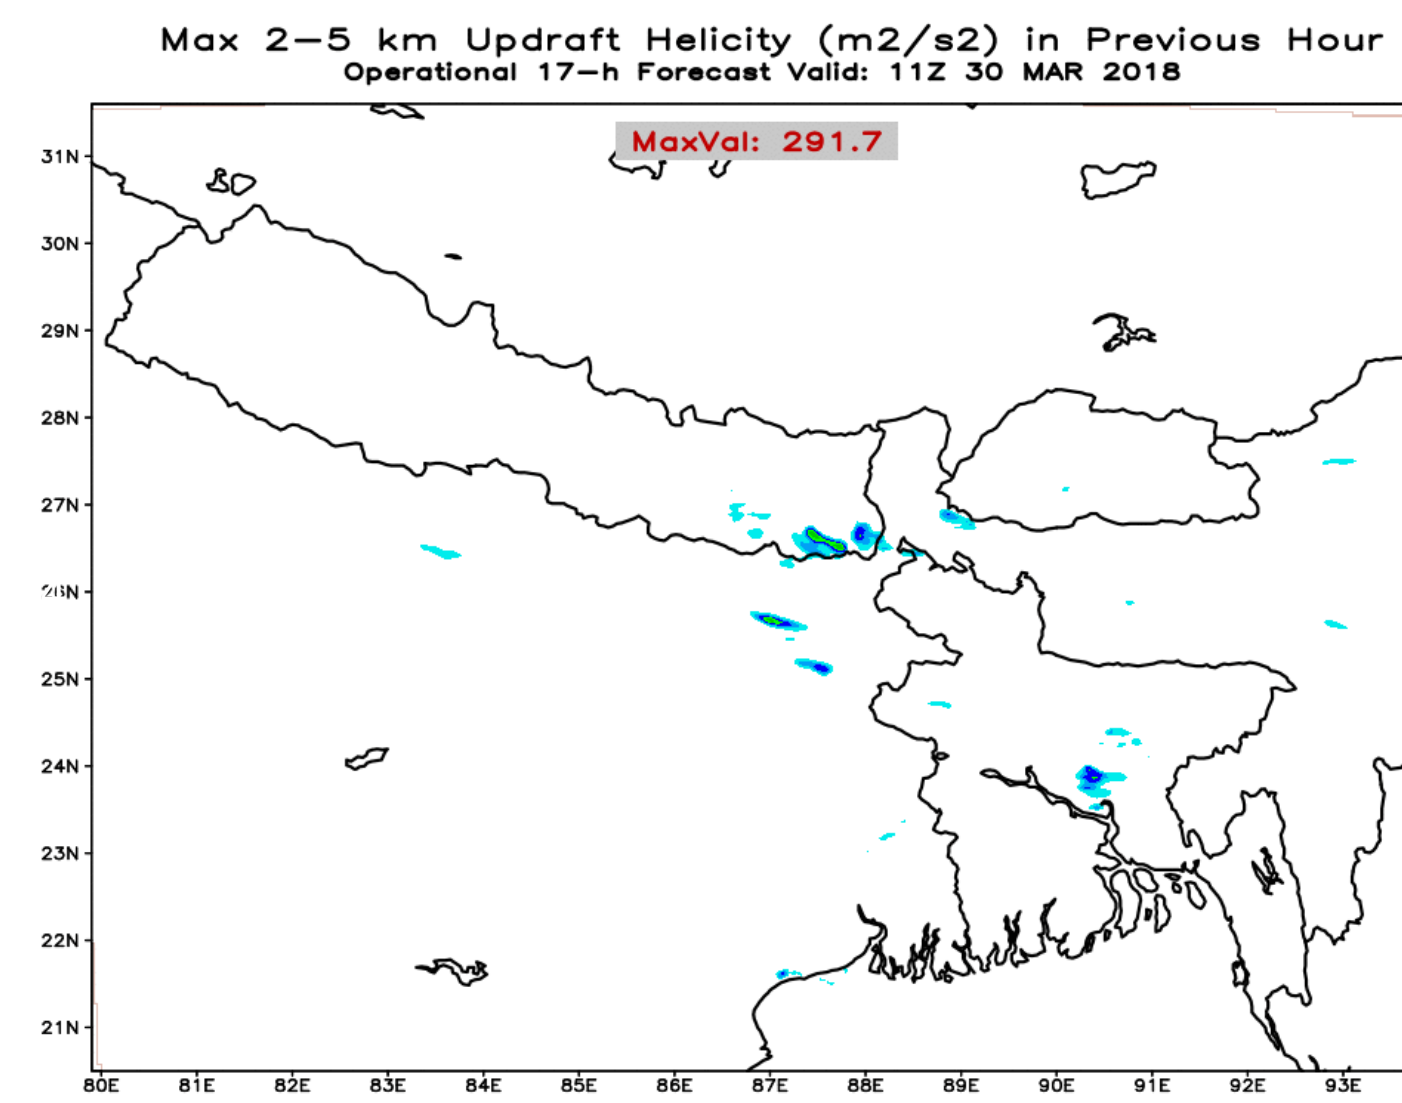 Max 2-5 km Updraft Helicity (m2/s2) in Previous Hour
Operational 17-h Forecast Valid: 11Z 30 MAR 2018
MaxVal: 291.7
31N
30N
29N
28N
27N
26N
25N
24N
23N
22N
21N
80E 81E 82E 83E 84E 85E 86E 87E 88E 89E 90E 91E 92E 93E